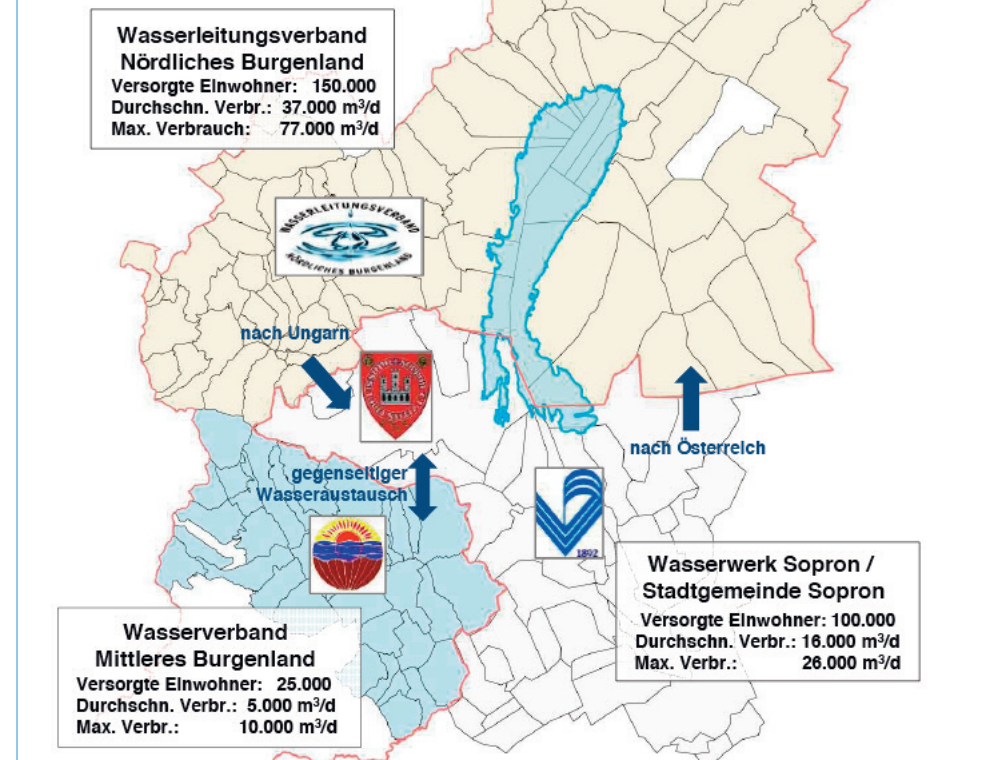 Wasserleitungsverband
Nördliches Burgenland
Versorgte Einwohner: 150.000
Durchschn. Verbr.: 37.000 m³/d
Max. Verbrauch: 77.000 m³/d
WASSERLEITUNGSVERBAND
NÖRDLICHES BURGENLAND
nach Ungarn
nach Österreich
gegenseitiger
Wasseraustausch
1892
Wasserwerk Sopron /
Stadtgemeinde Sopron
Versorgte Einwohner: 100.000
Durchschn. Verbr.: 16.000 m³/d
Max. Verbr.: 26.000 m³/d
Wasserverband
Mittleres Burgenland
Versorgte Einwohner: 25.000
Durchschn. Verbr.: 5.000 m³/d
Max. Verbr.: 10.000 m³/d